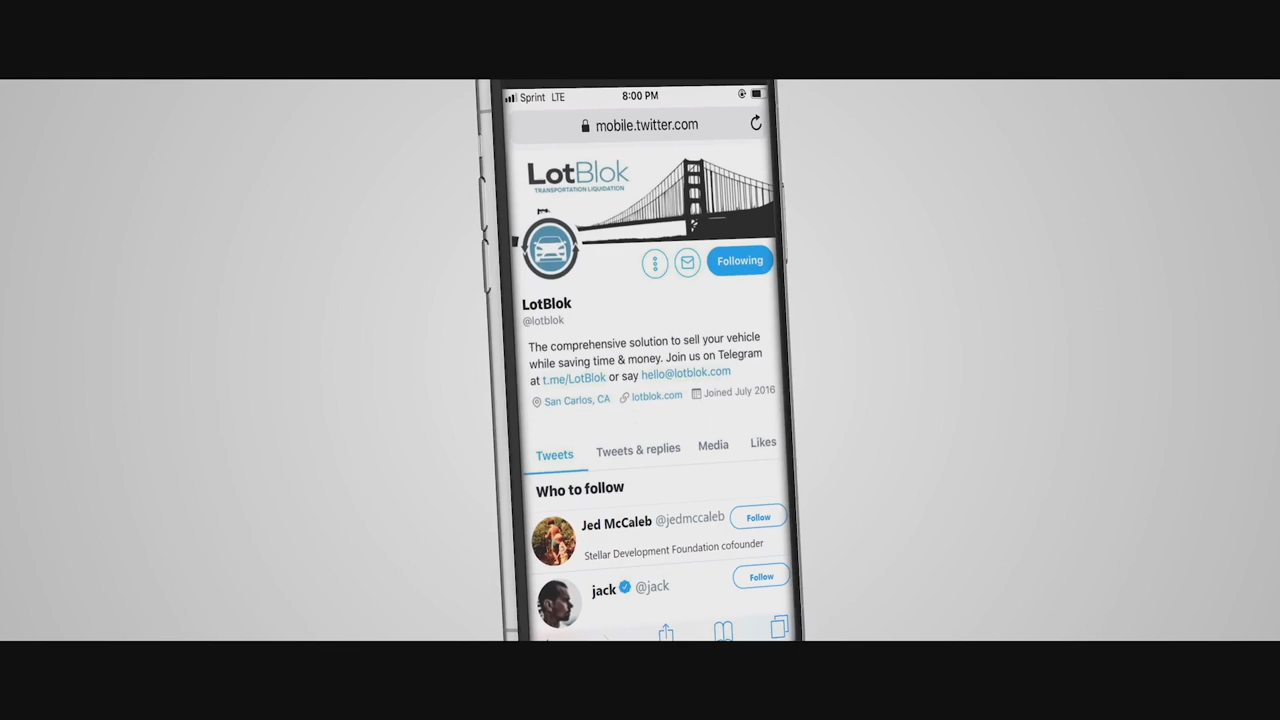 Sprint LTE 8:00 PM
mobile.twitter.com
LotBlok
TRANSPORTATION LIQUIDATION
Following
LotBlok
@lotblok
The comprehensive solution to sell your vehicle
while saving time & money. Join us on Telegram
at t.me/LotBlok or say hello@lotblok.com
San Carlos, CA lotblok.com Joined July 2016
Tweets Tweets & replies Media Likes
Who to follow
Jed McCaleb @jedmccaleb Follow
Stellar Development Foundation cofounder
jack @jack Follow